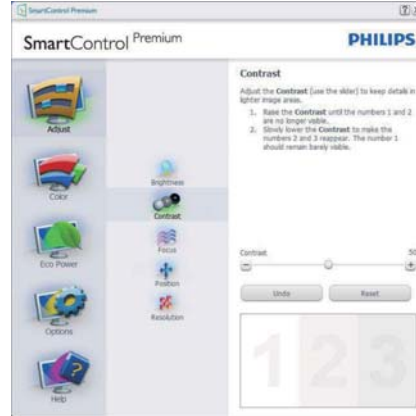 SmartControl Premium
SmartControl Premium
PHILIPS
Adjust
Color
Eco Power
Options
Help
Brightness
Contrast
Focus
Position
Resolution
Contrast
Adjust the Contrast (use the slider) to keep details in
lighter image areas.
1. Raise the Contrast until the numbers 1 and 2
are no longer visible.
2. Slowly lower the Contrast to make the
numbers 2 and 3 reappear. The number 1
should remain barely visible.
Contrast
50
Undo
Reset
1 2 3